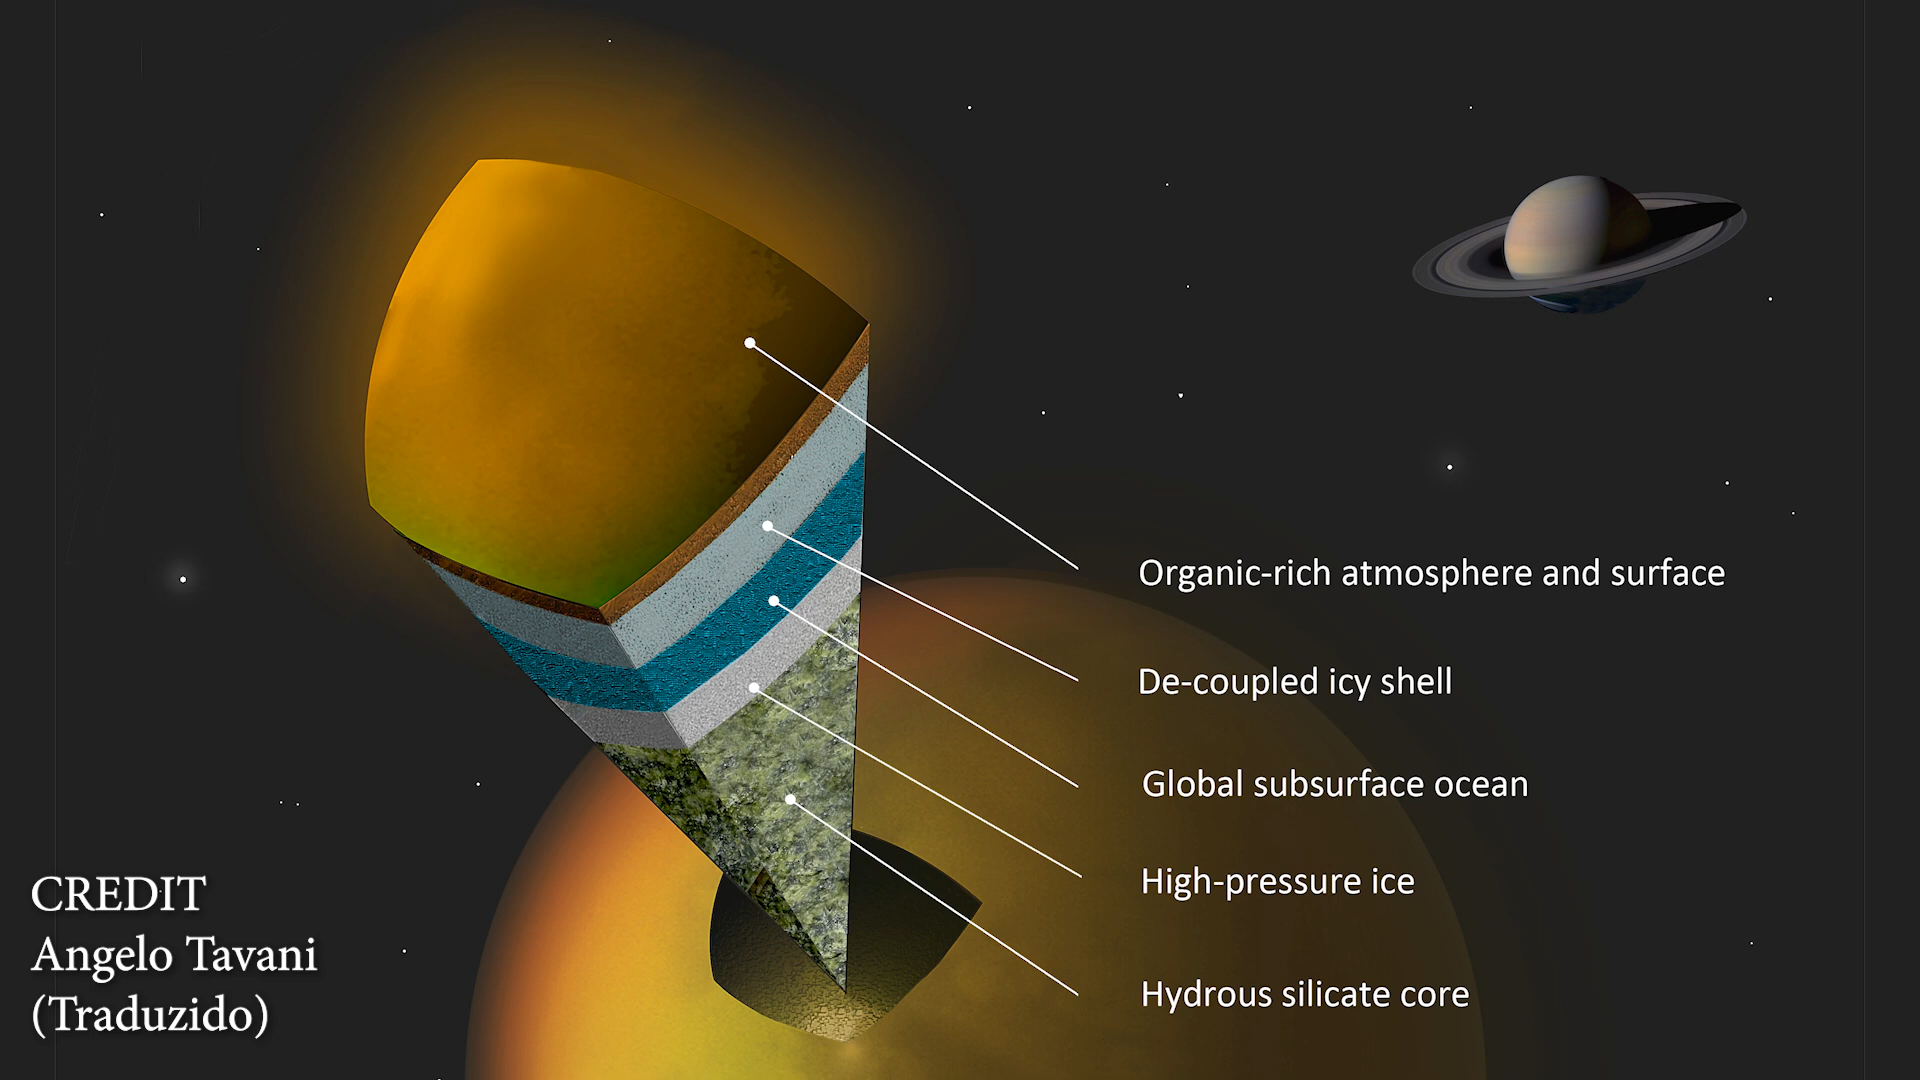 Organic-rich atmosphere and surface
De-coupled icy shell
Global subsurface ocean
High-pressure ice
Hydrous silicate core
CREDIT
Angelo Tavani
(Traduzido)